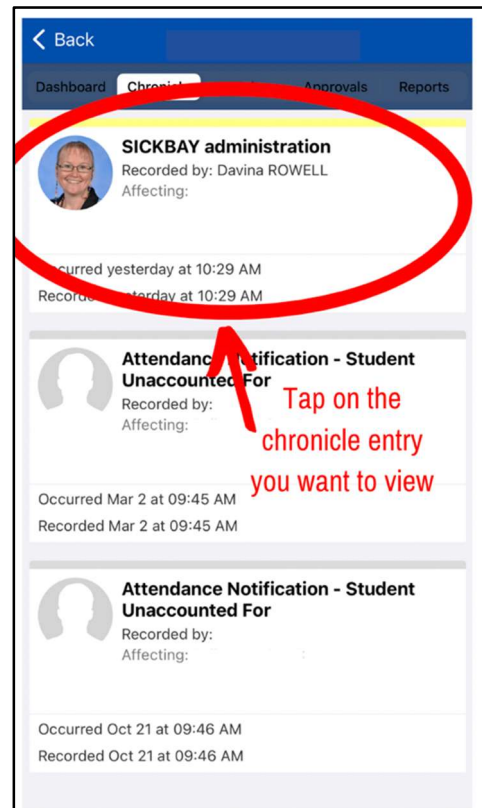 Back
Dashboard Chronicle Approvals Reports
SICKBAY administration
Recorded by: Davina ROWELL
Affecting:
Occurred yesterday at 10:29 AM
Recorded yesterday at 10:29 AM
Attendance Notification - Student
Unaccounted For
Recorded by:
Affecting:
Tap on the
chronicle entry
you want to view
Occurred Mar 2 at 09:45 AM
Recorded Mar 2 at 09:45 AM
Attendance Notification - Student
Unaccounted For
Recorded by:
Affecting:
Occurred Oct 21 at 09:46 AM
Recorded Oct 21 at 09:46 AM